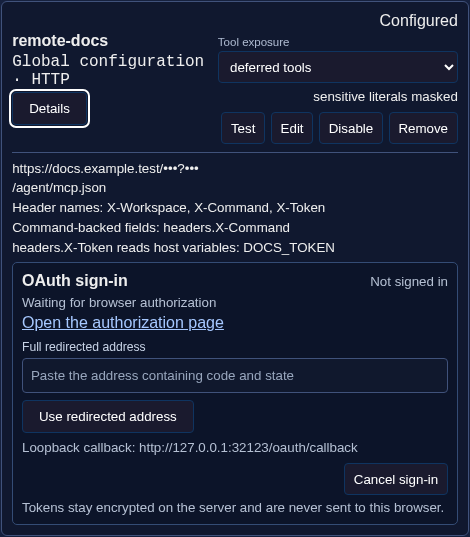 Configured
remote-docs
Global configuration
· HTTP
Details
Tool exposure
deferred tools
sensitive literals masked
Test Edit Disable Remove
https://docs.example.test/•••?•••
/agent/mcp.json
Header names: X-Workspace, X-Command, X-Token
Command-backed fields: headers.X-Command
headers.X-Token reads host variables: DOCS_TOKEN
OAuth sign-in Not signed in
Waiting for browser authorization
Open the authorization page
Full redirected address
Paste the address containing code and state
Use redirected address
Loopback callback: http://127.0.0.1:32123/oauth/callback
Cancel sign-in
Tokens stay encrypted on the server and are never sent to this browser.